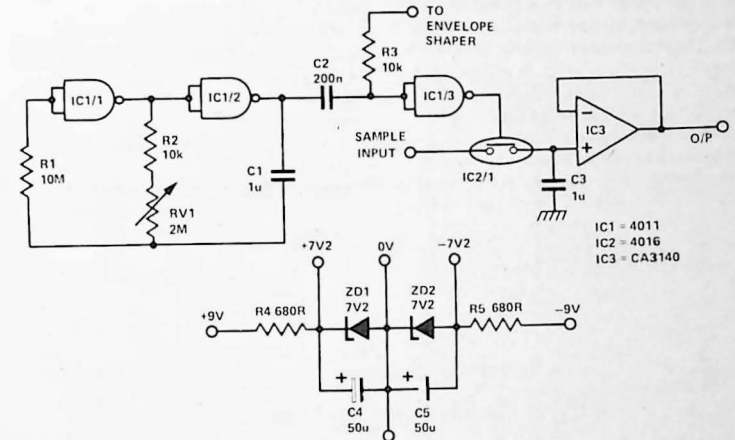 TO
ENVELOPE
SHAPER
R3
10k
C2
200n
IC1/1
IC1/2
IC1/3
R2
10k
SAMPLE
INPUT
IC3
O/P
R1
10M
C1
1u
IC2/1
C3
1u
RV1
2M
IC1 = 4011
IC2 = 4016
IC3 = CA3140
+7V2
0V
−7V2
ZD1
7V2
ZD2
7V2
+9V
R4 680R
R5 680R
−9V
+
+
C4
50u
C5
50u